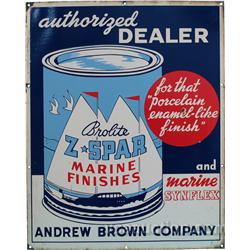 authorized
DEALER
for that
"porcelain
enamel-like
finish"
Brolite
Z★SPAR
MARINE
FINISHES
and
marine
SYNFLEX
ANDREW BROWN COMPANY